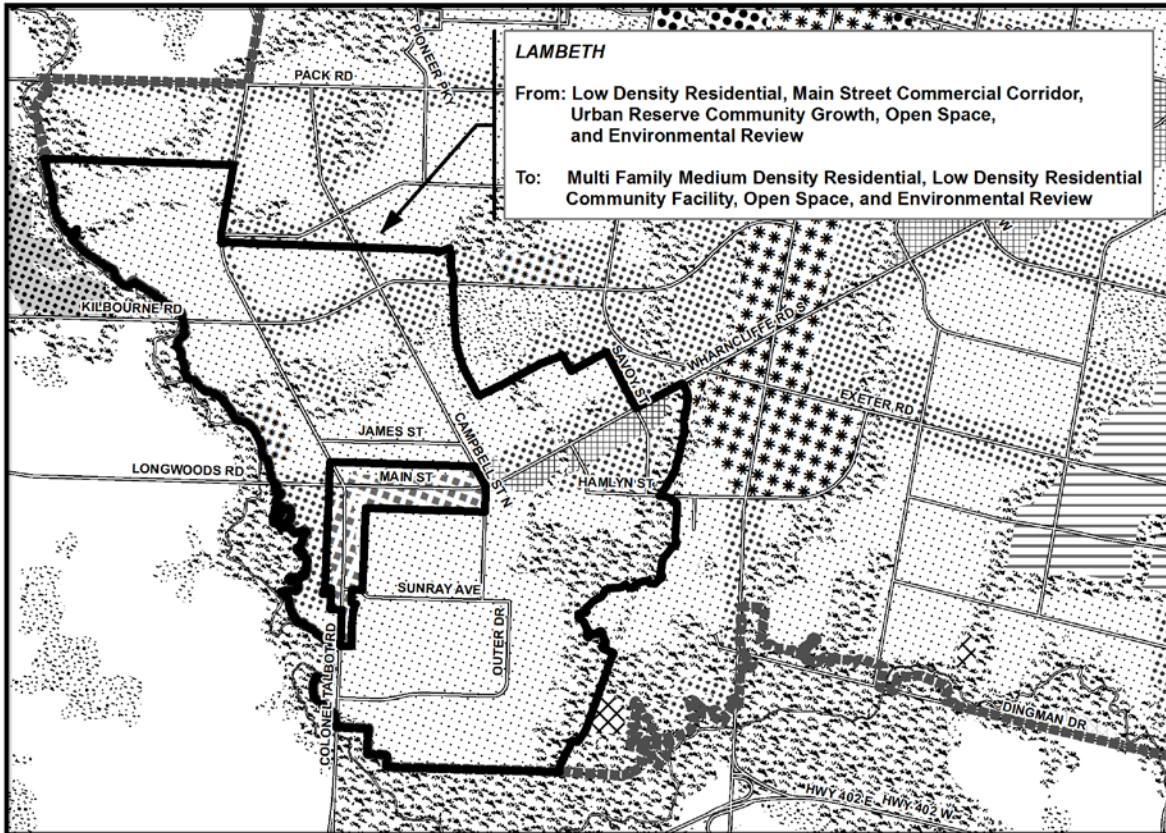 PIONEER PKY
LAMBETH
From: Low Density Residential, Main Street Commercial Corridor,
Urban Reserve Community Growth, Open Space,
and Environmental Review
To: Multi Family Medium Density Residential, Low Density Residential
Community Facility, Open Space, and Environmental Review
PACK RD
W
KILBOURNE RD
WHARNCLIFFE RD S
SAVOY ST
EXETER RD
JAMES ST
CAMPBELL ST N
LONGWOODS RD
MAIN ST
HAMLYN ST
SUNRAY AVE
OUTER DR
COLONEL TALBOT RD
DINGMAN DR
HWY 402 E - HWY 402 W